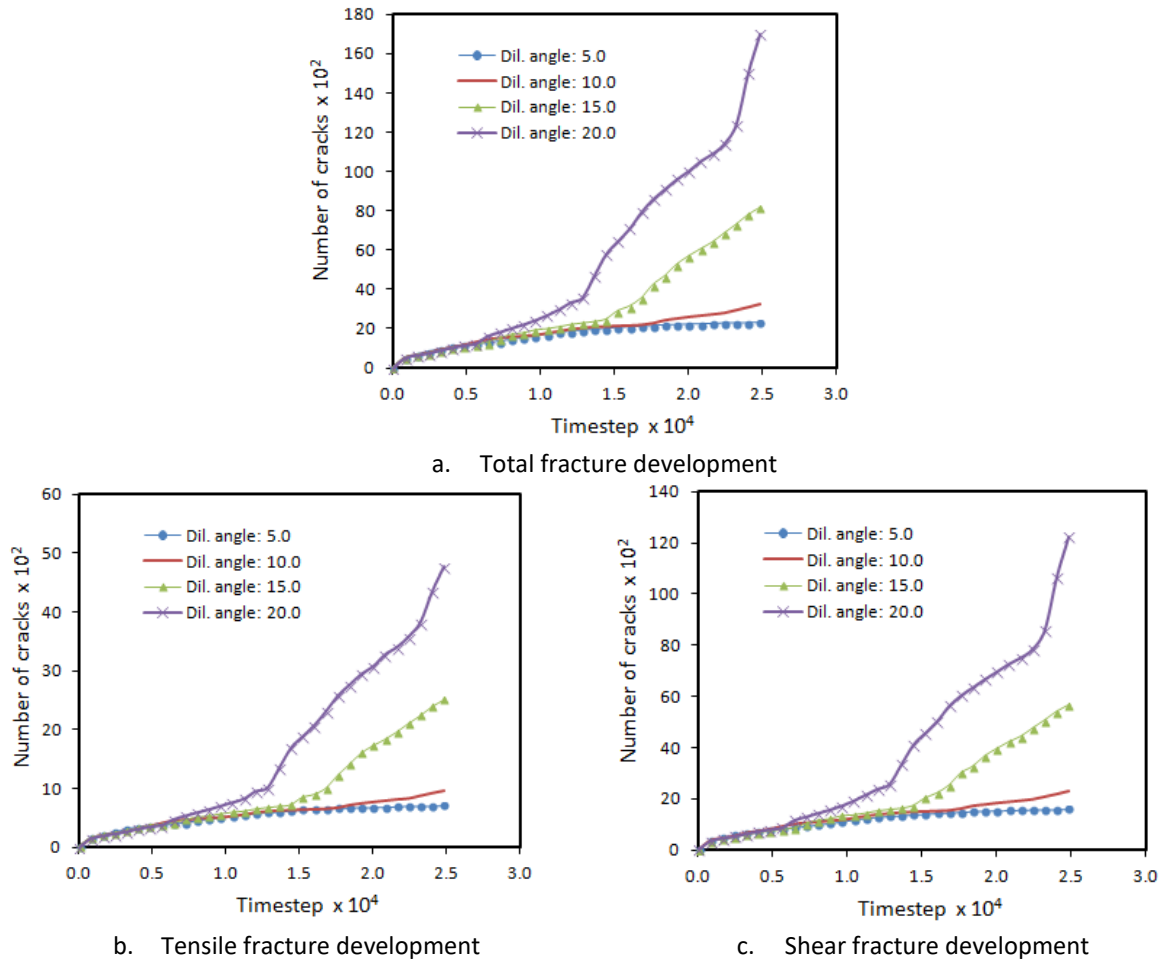 180
160
140
120
100
80
60
40
20
0
Number of cracks x 10²
Dil. angle: 5.0
Dil. angle: 10.0
Dil. angle: 15.0
Dil. angle: 20.0
0.0 0.5 1.0 1.5 2.0 2.5 3.0
Timestep x 10⁴
a. Total fracture development
60
50
40
30
20
10
0
Number of cracks x 10²
Dil. angle: 5.0
Dil. angle: 10.0
Dil. angle: 15.0
Dil. angle: 20.0
0.0 0.5 1.0 1.5 2.0 2.5 3.0
Timestep x 10⁴
b. Tensile fracture development
140
120
100
80
60
40
20
0
Number of cracks x 10²
Dil. angle: 5.0
Dil. angle: 10.0
Dil. angle: 15.0
Dil. angle: 20.0
0.0 0.5 1.0 1.5 2.0 2.5 3.0
Timestep x 10⁴
c. Shear fracture development